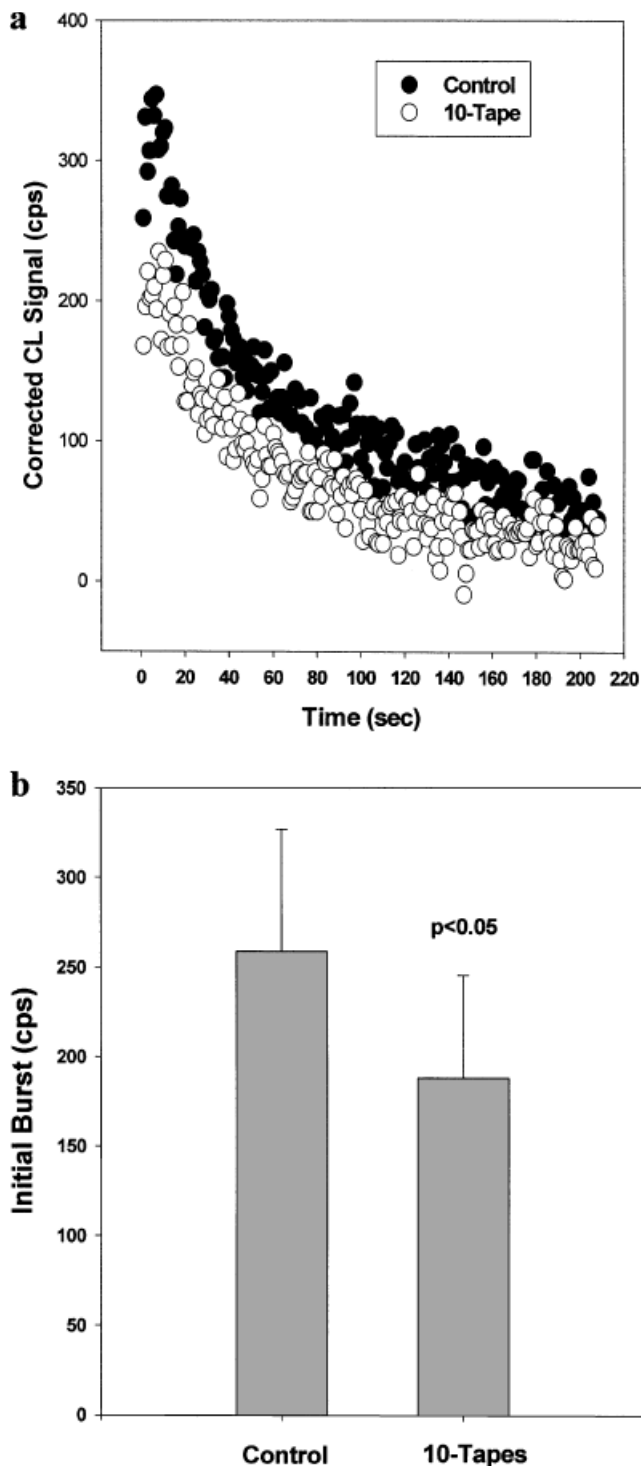 a
400
300
200
100
0
Corrected CL Signal (cps)
Control
10-Tape
0 20 40 60 80 100 120 140 160 180 200 220
Time (sec)
b
350
300
250
200
150
100
50
0
Initial Burst (cps)
p<0.05
Control 10-Tapes